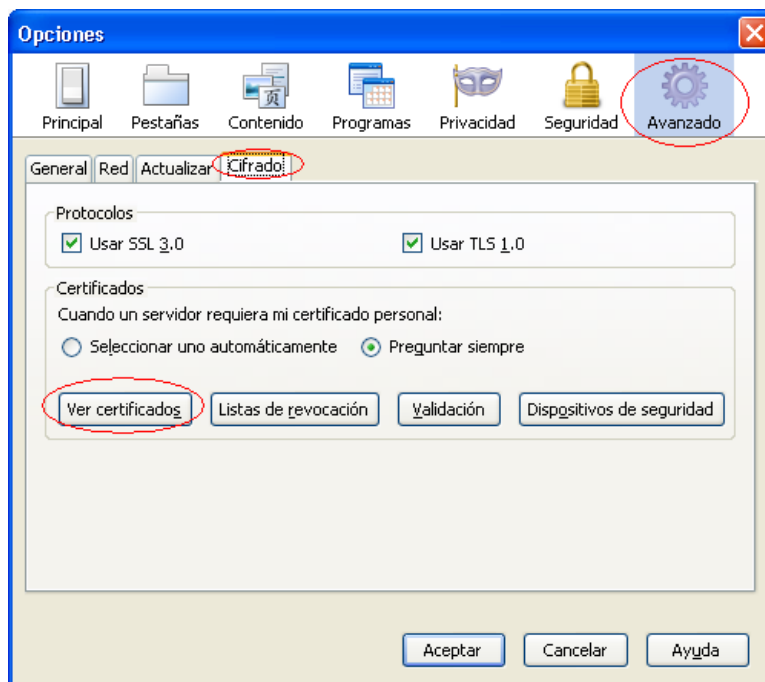 Opciones
Principal Pestañas Contenido Programas Privacidad Seguridad Avanzado
General Red Actualizar Cifrado
Protocolos
Usar SSL 3.0 Usar TLS 1.0
Certificados
Cuando un servidor requiera mi certificado personal:
Seleccionar uno automáticamente Preguntar siempre
Ver certificados Listas de revocación Validación Dispositivos de seguridad
Aceptar Cancelar Ayuda